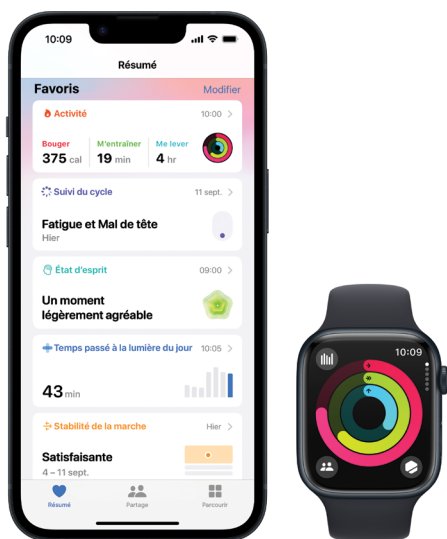 10:09
Résumé
Favoris
Modifier
Activité
10:00 >
Bouger
M'entraîner
Me lever
375 cal
19 min
4 hr
Suivi du cycle
11 sept. >
Fatigue et Mal de tête
Hier
État d'esprit
09:00 >
Un moment
légèrement agréable
Temps passé à la lumière du jour
10:05 >
43 min
Stabilité de la marche
Hier >
Satisfaisante
4 – 11 sept.
Résumé
Partage
Parcourir
10:09